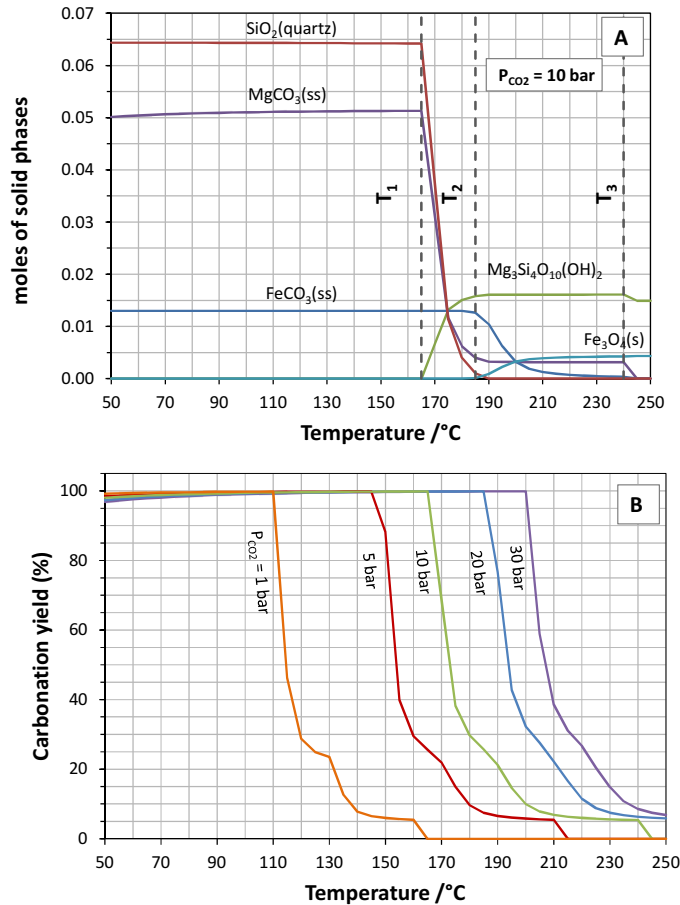 0.07
0.06
0.05
0.04
0.03
0.02
0.01
0.00
moles of solid phases
SiO₂(quartz)
A
P_CO2 = 10 bar
MgCO₃(ss)
T₁
T₂
T₃
Mg₃Si₄O₁₀(OH)₂
FeCO₃(ss)
Fe₃O₄(s)
50 70 90 110 130 150 170 190 210 230 250
Temperature /°C
100
80
60
40
20
0
Carbonation yield (%)
B
P_CO2 = 1 bar
5 bar
10 bar
20 bar
30 bar
50 70 90 110 130 150 170 190 210 230 250
Temperature /°C